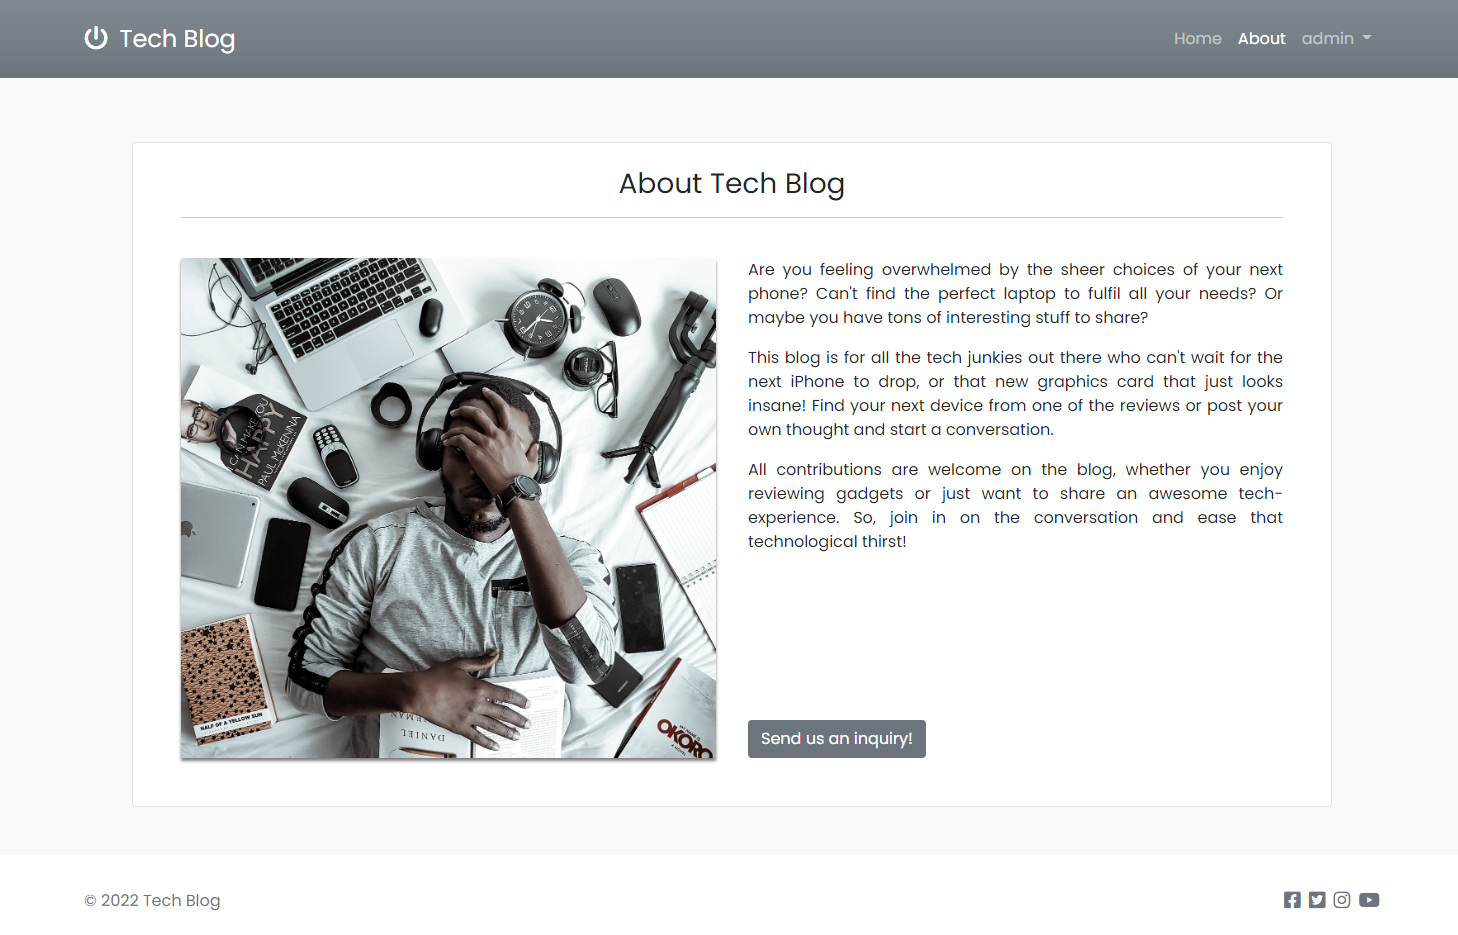 Tech Blog
Home About admin
About Tech Blog
Are you feeling overwhelmed by the sheer choices of your next
phone? Can't find the perfect laptop to fulfil all your needs? Or
maybe you have tons of interesting stuff to share?
This blog is for all the tech junkies out there who can't wait for the
next iPhone to drop, or that new graphics card that just looks
insane! Find your next device from one of the reviews or post your
own thought and start a conversation.
All contributions are welcome on the blog, whether you enjoy
reviewing gadgets or just want to share an awesome tech-
experience. So, join in on the conversation and ease that
technological thirst!
I CAN MAKE YOU
HAPPY
PAUL McKENNA
HALF OF A YELLOW SUN
DANIEL
OKORO
A NOVEL
Send us an inquiry!
© 2022 Tech Blog